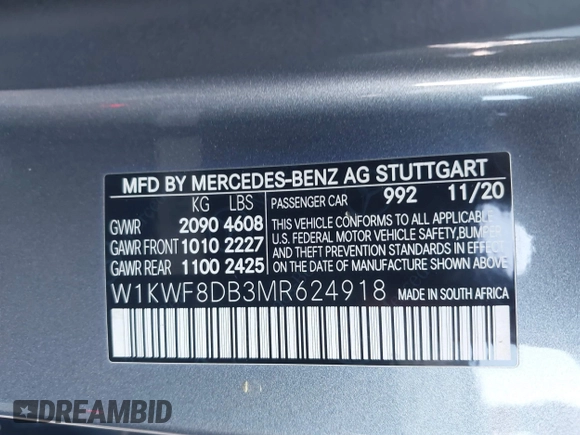 MFD BY MERCEDES-BENZ AG STUTTGART
KG LBS PASSENGER CAR 992 11/20
GVWR 2090 4608 THIS VEHICLE CONFORMS TO ALL APPLICABLE
U.S. FEDERAL MOTOR VEHICLE SAFETY, BUMPER,
GAWR FRONT 1010 2227 AND THEFT PREVENTION STANDARDS IN EFFECT
GAWR REAR 1100 2425 ON THE DATE OF MANUFACTURE SHOWN ABOVE.
W1KWF8DB3MR624918 MADE IN SOUTH AFRICA
DREAMBID